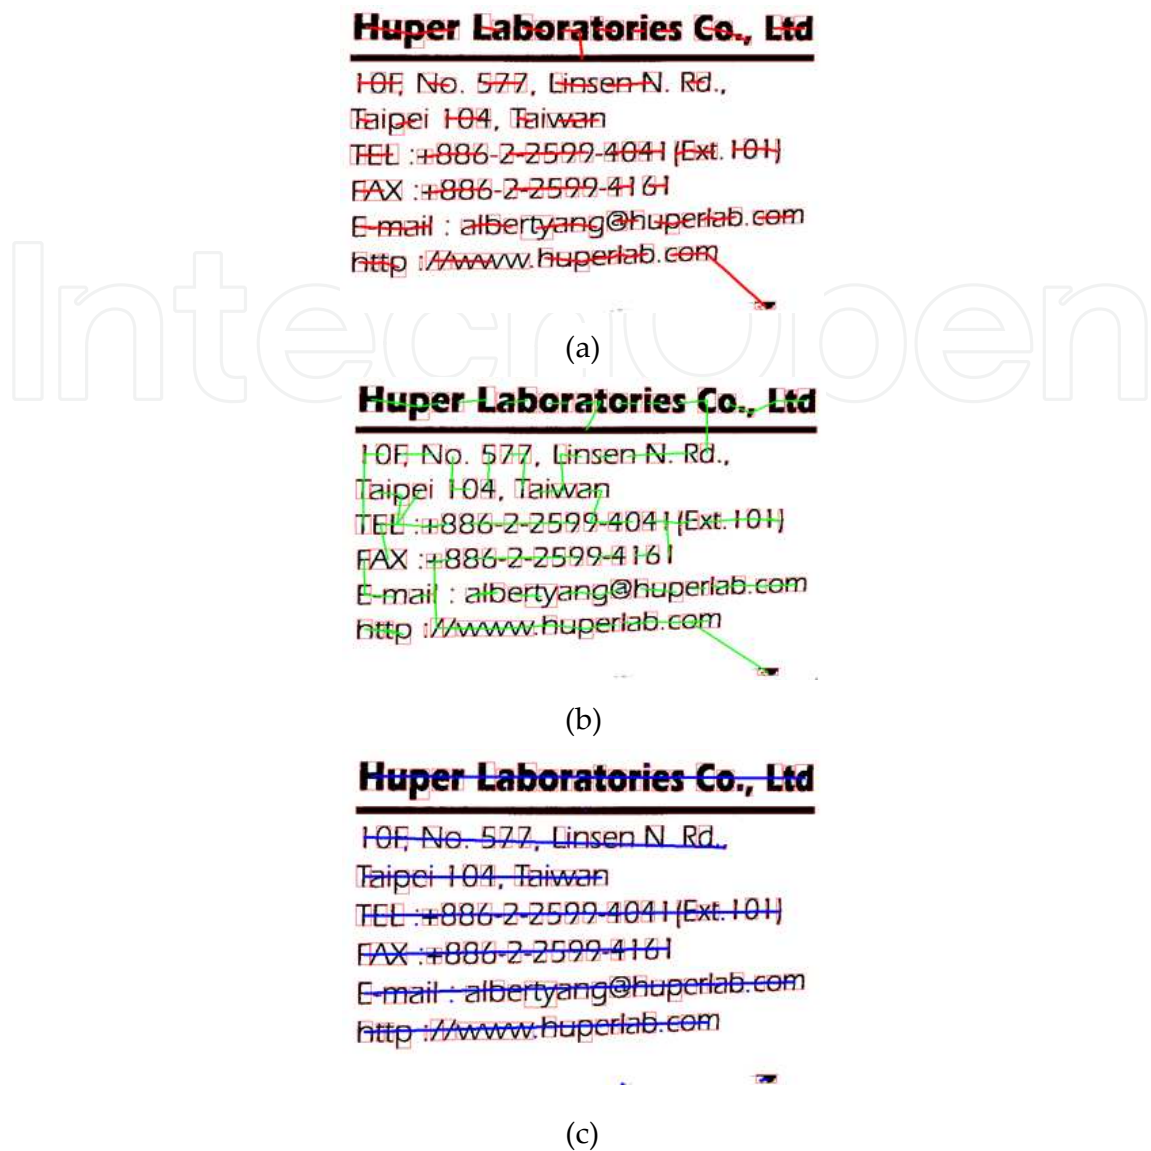 Huper Laboratories Co., Ltd
10F, No. 577, Linsen N. Rd.,
Taipei 104, Taiwan
TEL :+886-2-2599-4041(Ext.101)
FAX :+886-2-2599-4161
E-mail : albertyang@huperlab.com
http ://www.huperlab.com
IntechOpen
(a)
Huper Laboratories Co., Ltd
10F, No. 577, Linsen N. Rd.,
Taipei 104, Taiwan
TEL :+886-2-2599-4041(Ext.101)
FAX :+886-2-2599-4161
E-mail : albertyang@huperlab.com
http ://www.huperlab.com
(b)
Huper Laboratories Co., Ltd
10F, No. 577, Linsen N. Rd.,
Taipei 104, Taiwan
TEL :+886-2-2599-4041(Ext.101)
FAX :+886-2-2599-4161
E-mail : albertyang@huperlab.com
http ://www.huperlab.com
(c)